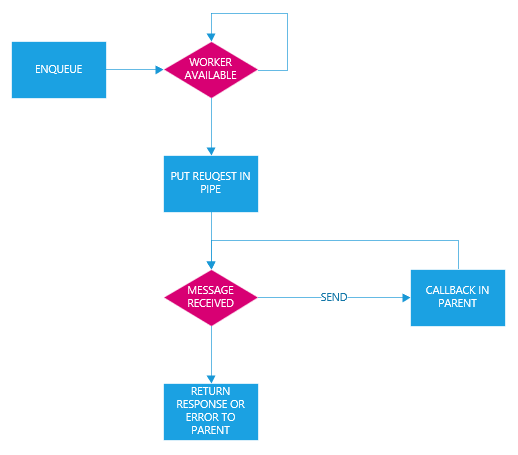 ENQUEUE
WORKER
AVAILABLE
PUT REUQEST IN
PIPE
MESSAGE
RECEIVED
SEND
CALLBACK IN
PARENT
RETURN
RESPONSE OR
ERROR TO
PARENT